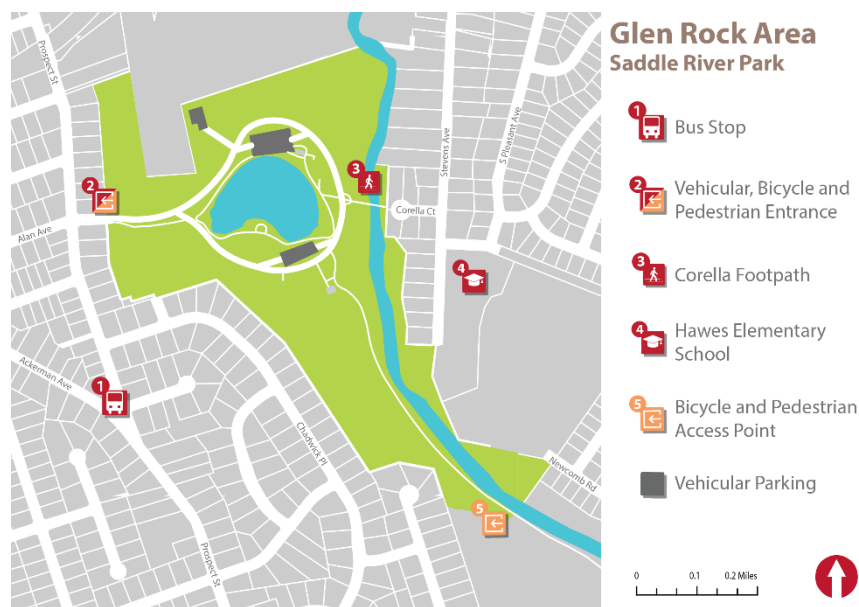 Glen Rock Area
Saddle River Park
1
Bus Stop
2
Vehicular, Bicycle and
Pedestrian Entrance
3
Corella Footpath
4
Hawes Elementary
School
5
Bicycle and Pedestrian
Access Point
Vehicular Parking
0 0.1 0.2 Miles
Prospect St
Stevens Ave
S Pleasant Ave
3
2
Corella Ct
Alan Ave
4
Ackerman Ave
1
Chadwick Pl
Newcomb Rd
5
Prospect St